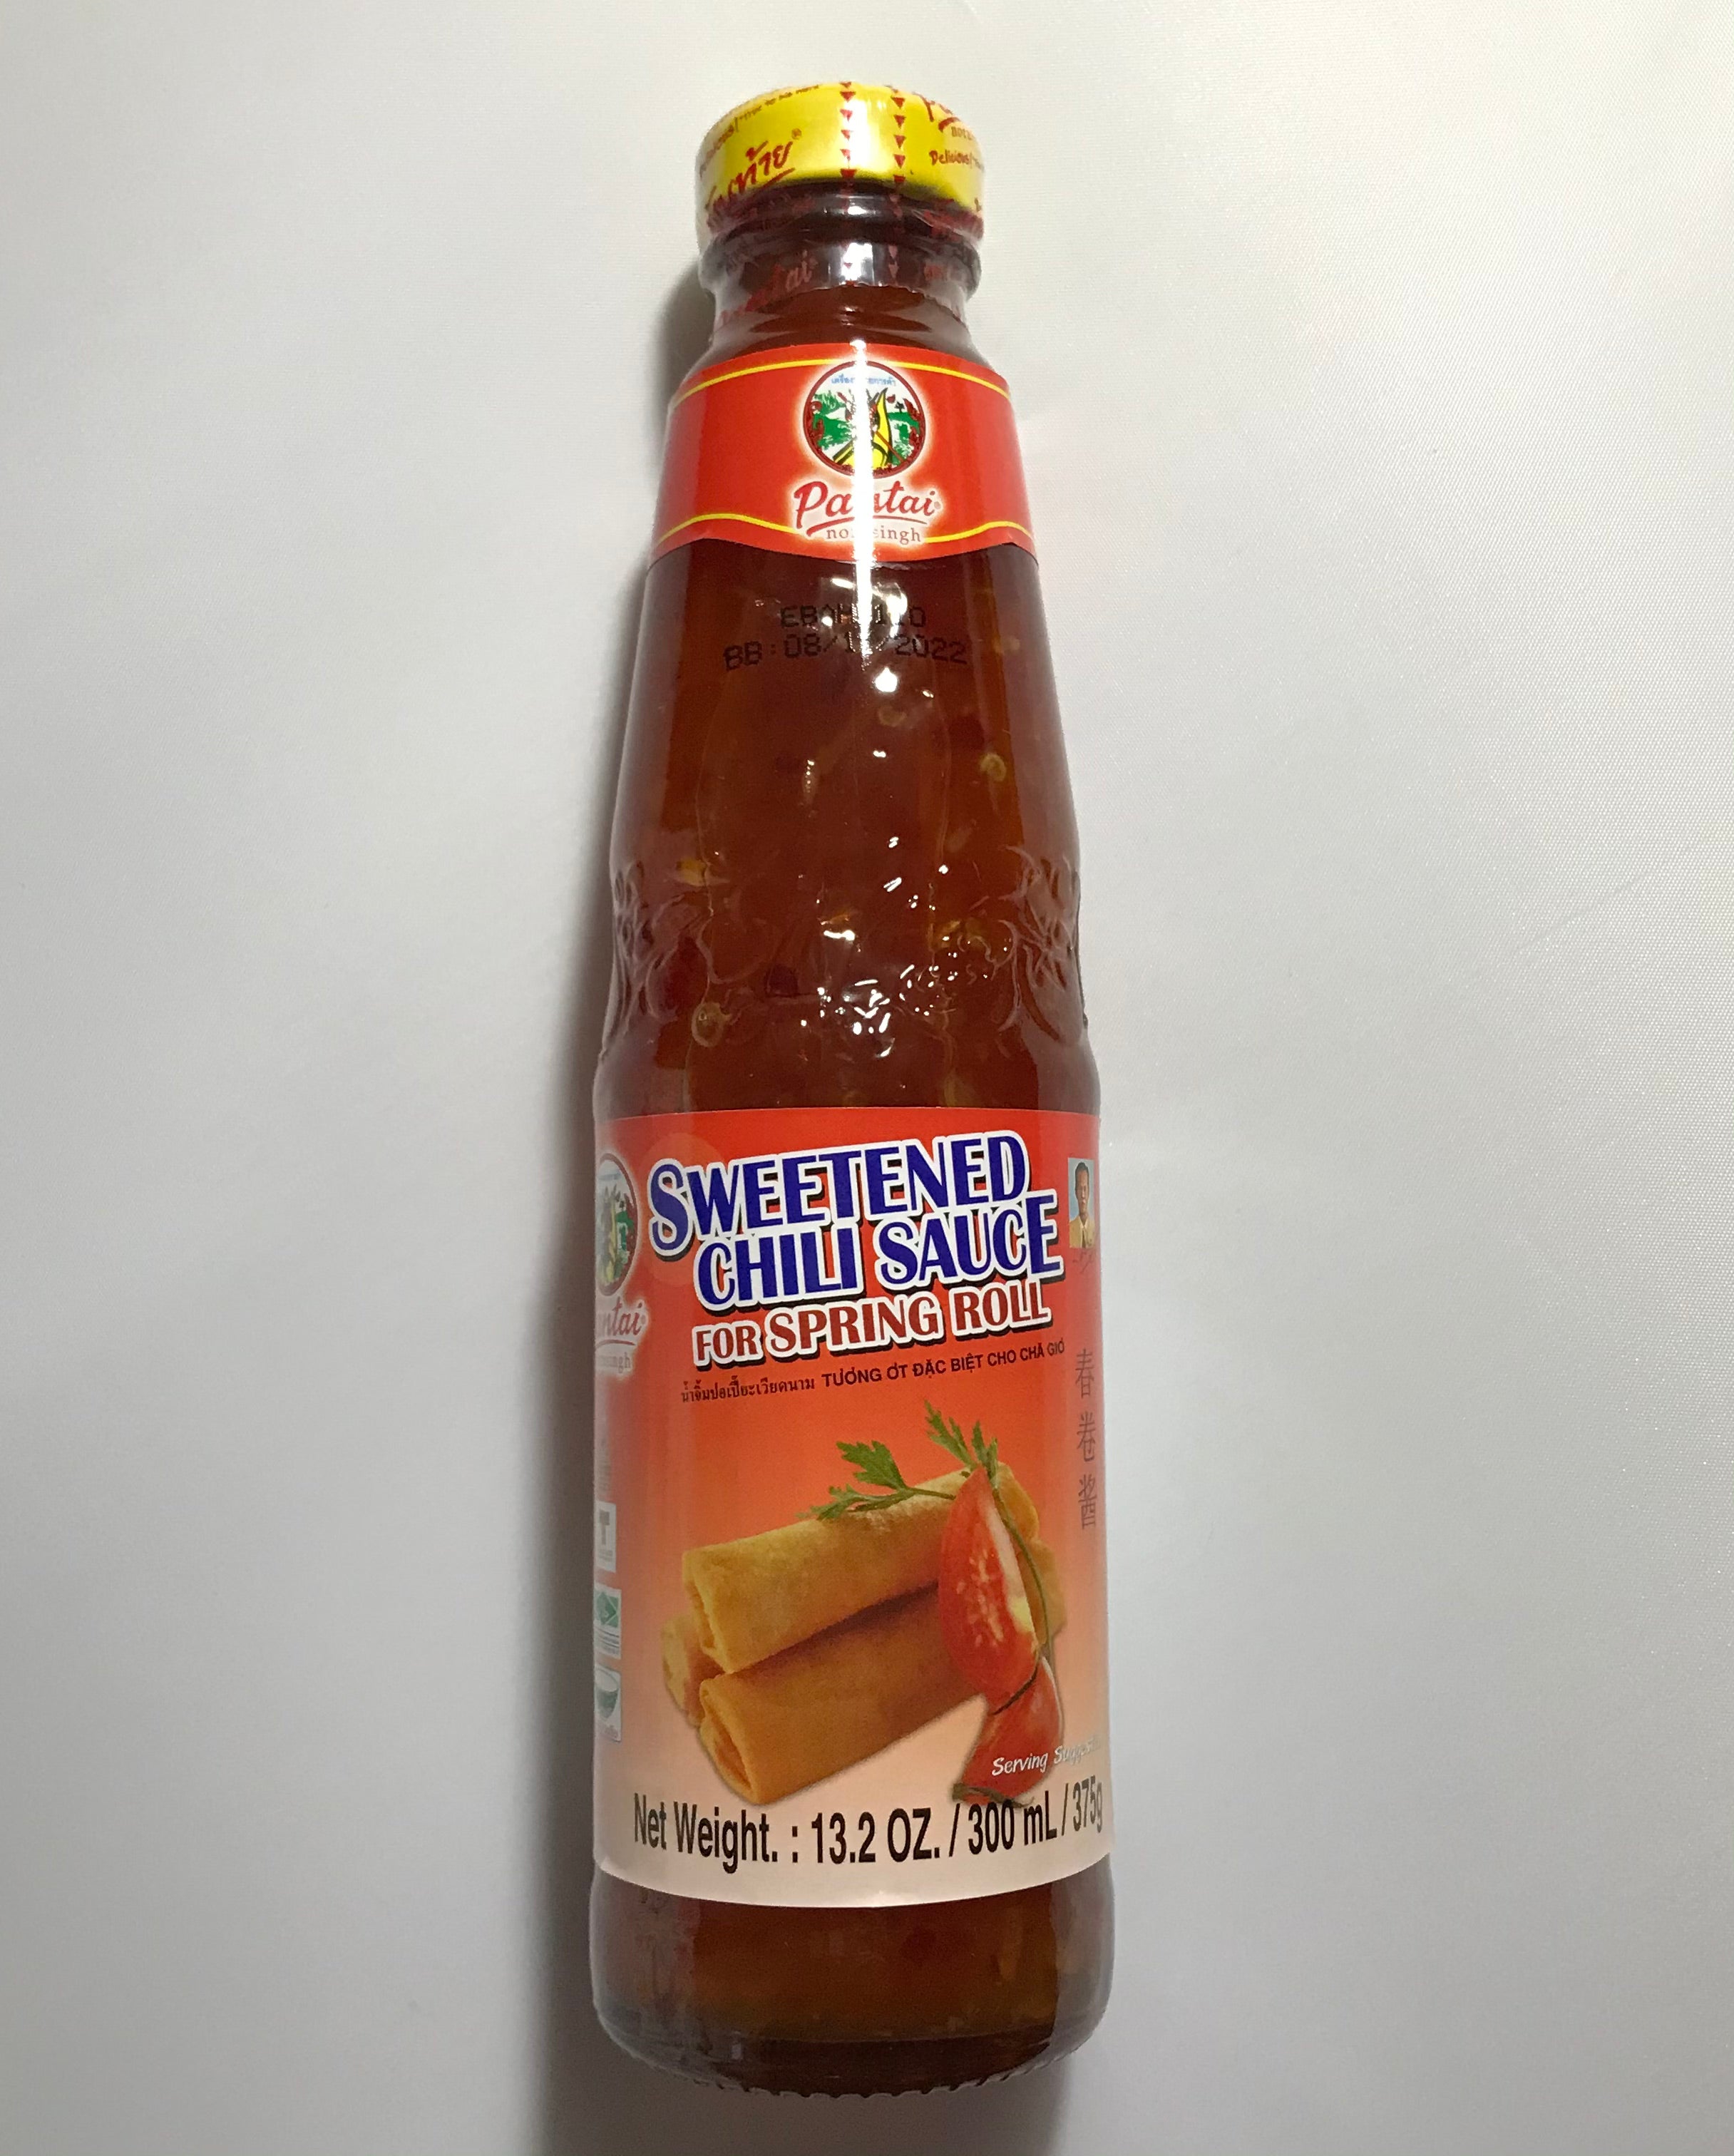 Delicious
Pantai
norasingh
BB:08/1 /2022
SWEETENED
CHILI SAUCE
FOR SPRING ROLL
น้ำจิ้มปอเปี๊ยะเวียดนาม TƯƠNG ỚT ĐẶC BIỆT CHO CHẢ GIÒ
春卷酱
Serving
Net Weight. : 13.2 OZ. / 300 mL / 375g